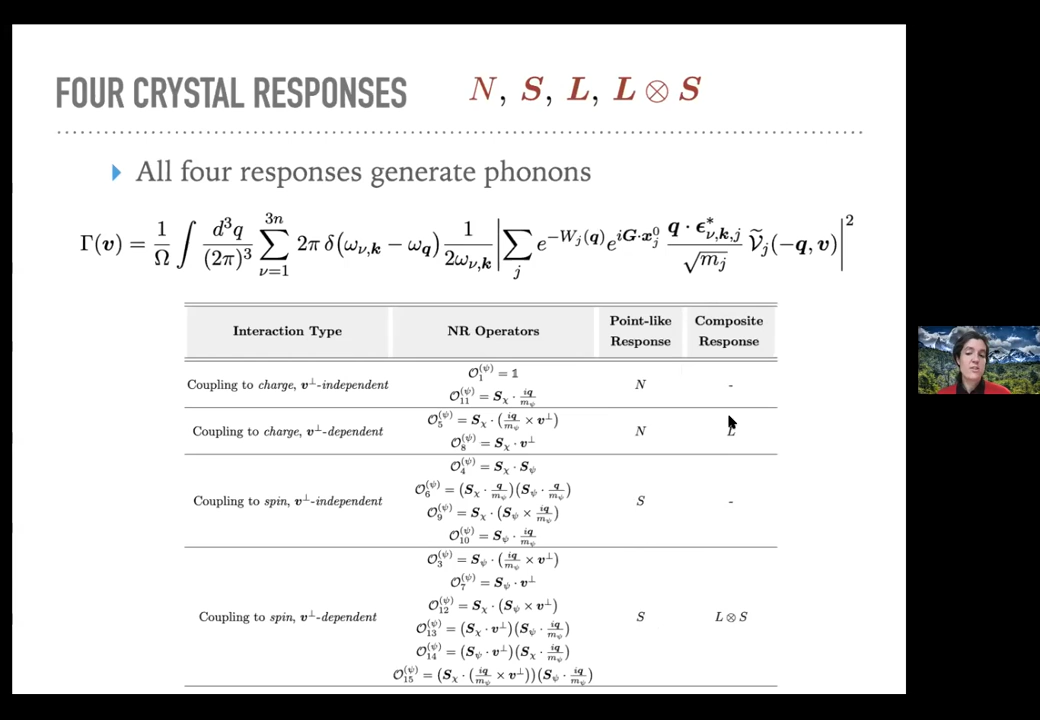 FOUR CRYSTAL RESPONSES N, S, L, L ⊗ S
All four responses generate phonons
Γ(v) = 1/Ω ∫ d³q/(2π)³ Σ_{ν=1}^{3n} 2π δ(ω_{ν,k} − ω_q) 1/(2ω_{ν,k}) |Σ_j e^{−W_j(q)} e^{iG·x_j^0} (q · ε*_{ν,k,j})/√m_j Ṽ_j(−q, v)|²
Interaction Type NR Operators Point-like Response Composite Response
Coupling to charge, v⊥-independent N -
O_1^{(ψ)} = 𝟙
O_11^{(ψ)} = S_χ · iq/m_ψ
Coupling to charge, v⊥-dependent N L
O_5^{(ψ)} = S_χ · (iq/m_ψ × v⊥)
O_8^{(ψ)} = S_χ · v⊥
Coupling to spin, v⊥-independent S -
O_4^{(ψ)} = S_χ · S_ψ
O_6^{(ψ)} = (S_χ · q/m_ψ)(S_ψ · q/m_ψ)
O_9^{(ψ)} = S_χ · (S_ψ × iq/m_ψ)
O_10^{(ψ)} = S_ψ · iq/m_ψ
Coupling to spin, v⊥-dependent S L ⊗ S
O_3^{(ψ)} = S_ψ · (iq/m_ψ × v⊥)
O_7^{(ψ)} = S_ψ · v⊥
O_12^{(ψ)} = S_χ · (S_ψ × v⊥)
O_13^{(ψ)} = (S_χ · v⊥)(S_ψ · iq/m_ψ)
O_14^{(ψ)} = (S_ψ · v⊥)(S_χ · iq/m_ψ)
O_15^{(ψ)} = (S_χ · (iq/m_ψ × v⊥))(S_ψ · iq/m_ψ)